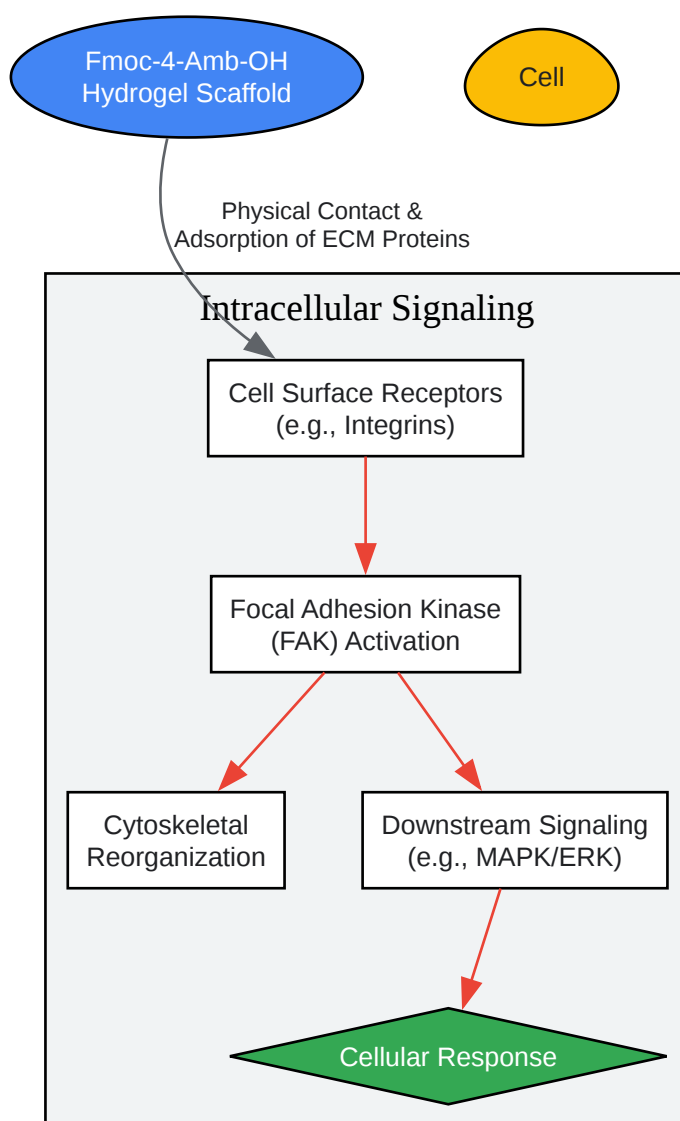 Fmoc-4-Amb-OH
Hydrogel Scaffold
Cell
Physical Contact &
Adsorption of ECM Proteins
Intracellular Signaling
Cell Surface Receptors
(e.g., Integrins)
Focal Adhesion Kinase
(FAK) Activation
Cytoskeletal
Reorganization
Downstream Signaling
(e.g., MAPK/ERK)
Cellular Response